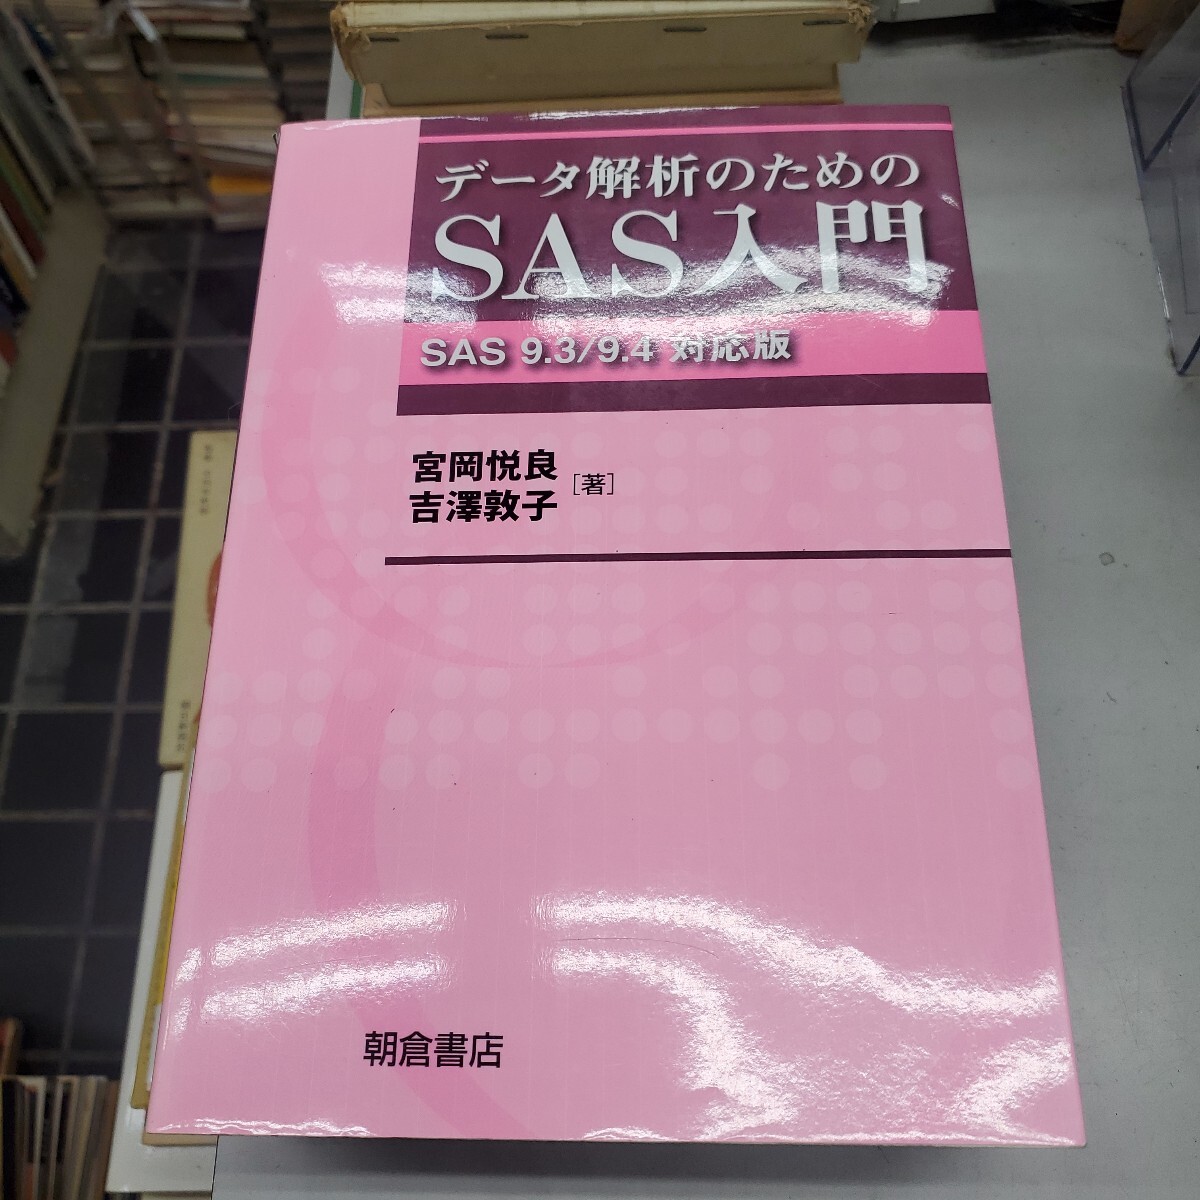 データ解析のための
SAS入門
SAS 9.3/9.4 対応版
宮岡悦良
吉澤敦子
［著］
朝倉書店